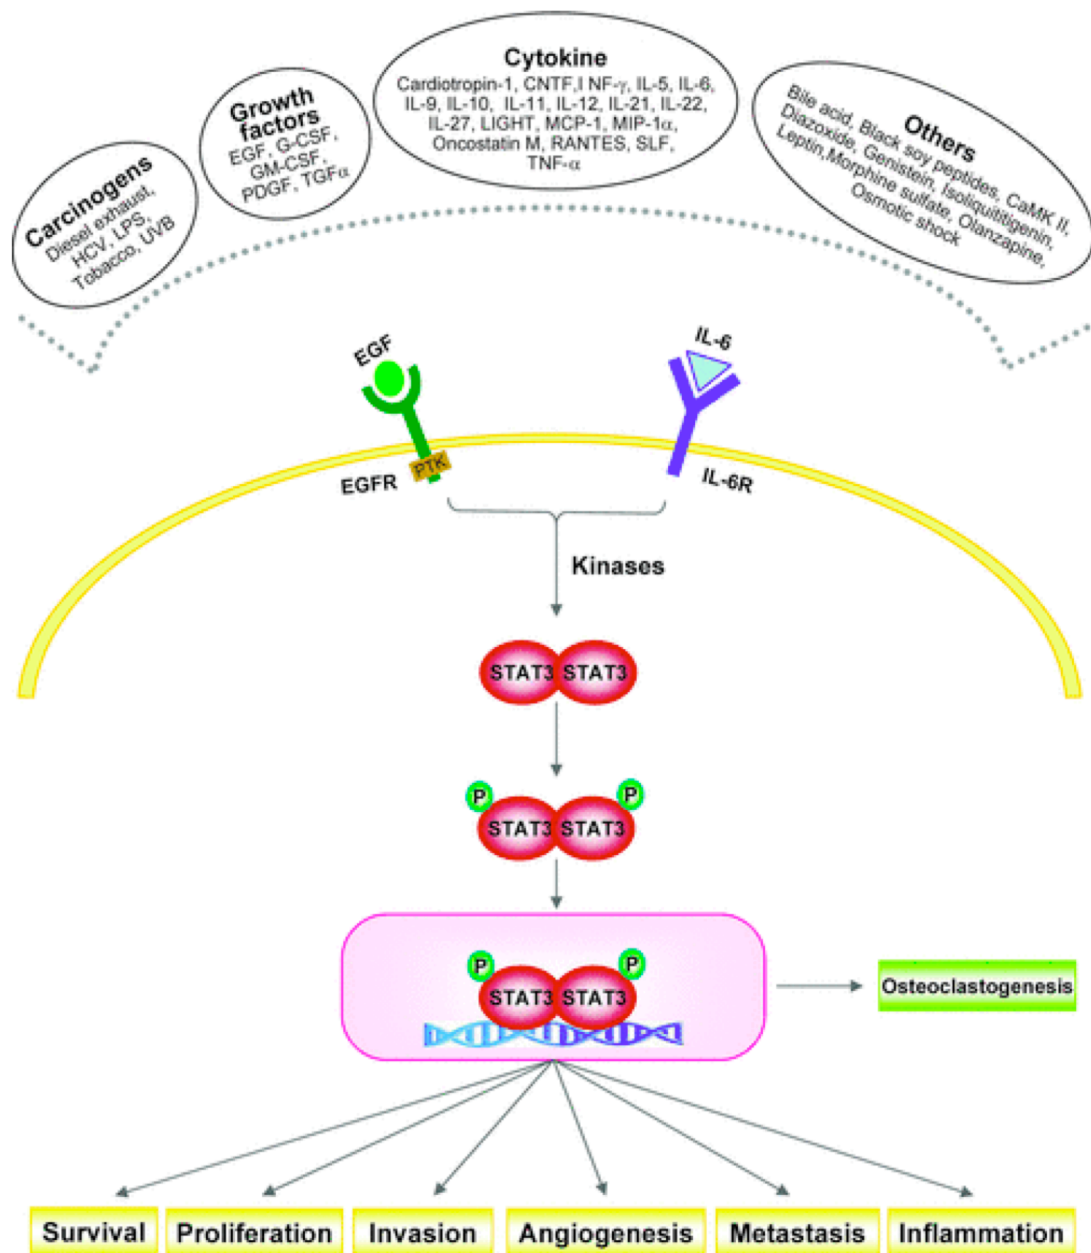 Carcinogens
Diesel exhaust,
HCV, LPS,
Tobacco, UVB
Growth
factors
EGF, G-CSF,
GM-CSF,
PDGF, TGFα
Cytokine
Cardiotropin-1, CNTF,I NF-γ, IL-5, IL-6,
IL-9, IL-10, IL-11, IL-12, IL-21, IL-22,
IL-27, LIGHT, MCP-1, MIP-1α,
Oncostatin M, RANTES, SLF,
TNF-α
Others
Bile acid, Black soy peptides, CaMK II,
Diazoxide, Genistein, Isoliquititigenin,
Leptin,Morphine sulfate, Olanzapine,
Osmotic shock
EGF
IL-6
PTK
EGFR
IL-6R
Kinases
STAT3 STAT3
P P
STAT3 STAT3
P P
STAT3 STAT3
Osteoclastogenesis
Survival Proliferation Invasion Angiogenesis Metastasis Inflammation